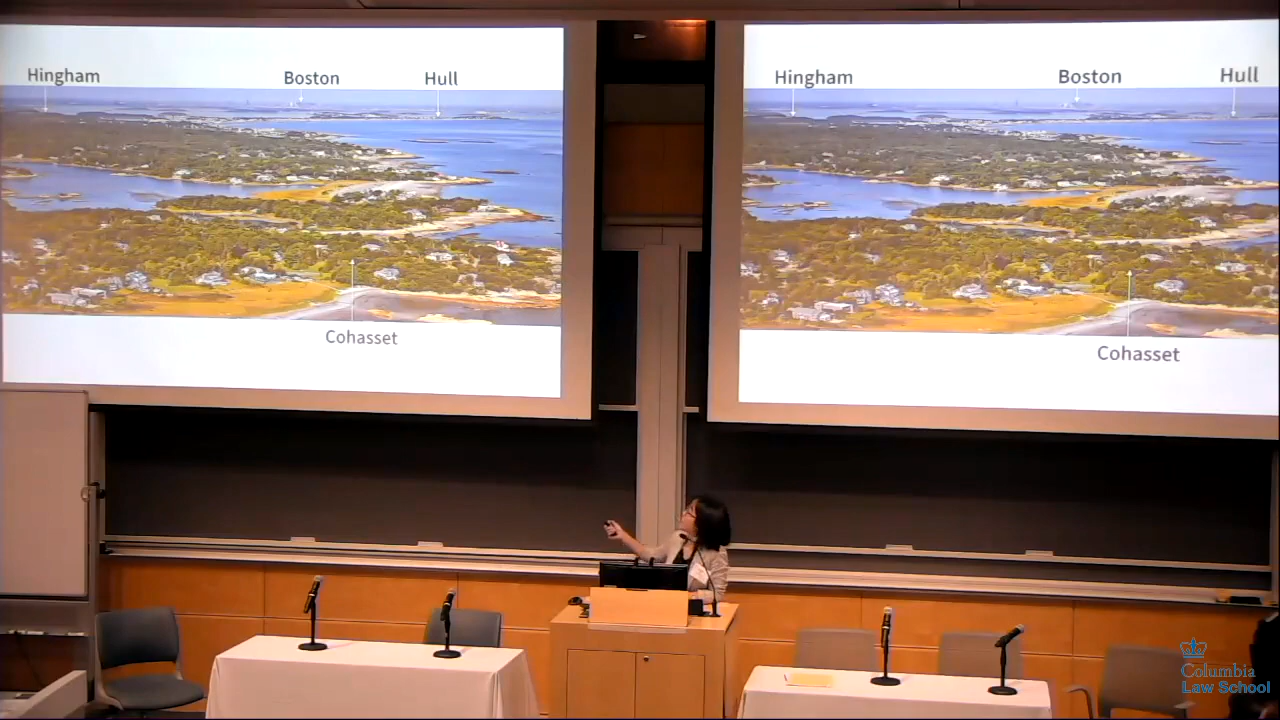 Hingham
Boston
Hull
Cohasset
Hingham
Boston
Hull
Cohasset
Columbia
Law School